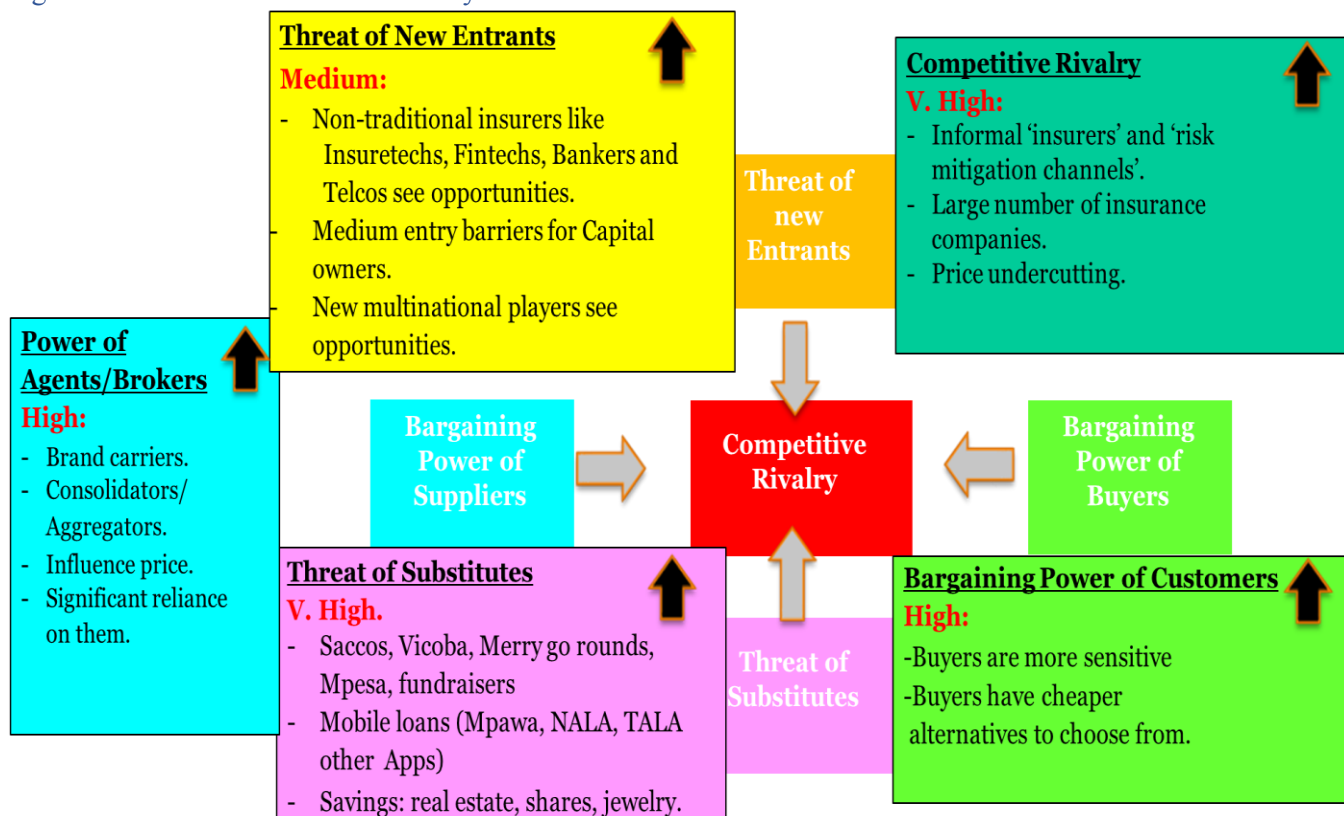 Threat of New Entrants
Medium:
- Non-traditional insurers like
Insuretechs, Fintechs, Bankers and
Telcos see opportunities.
- Medium entry barriers for Capital
owners.
- New multinational players see
opportunities.
Threat of
new
Entrants
Competitive Rivalry
V. High:
- Informal ‘insurers’ and ‘risk
mitigation channels’.
- Large number of insurance
companies.
- Price undercutting.
Power of
Agents/Brokers
High:
- Brand carriers.
- Consolidators/
Aggregators.
- Influence price.
- Significant reliance
on them.
Bargaining
Power of
Suppliers
Competitive
Rivalry
Bargaining
Power of
Buyers
Threat of Substitutes
V. High.
- Saccos, Vicoba, Merry go rounds,
Mpesa, fundraisers
- Mobile loans (Mpawa, NALA, TALA
other Apps)
- Savings: real estate, shares, jewelry.
Threat of
Substitutes
Bargaining Power of Customers
High:
-Buyers are more sensitive
-Buyers have cheaper
alternatives to choose from.